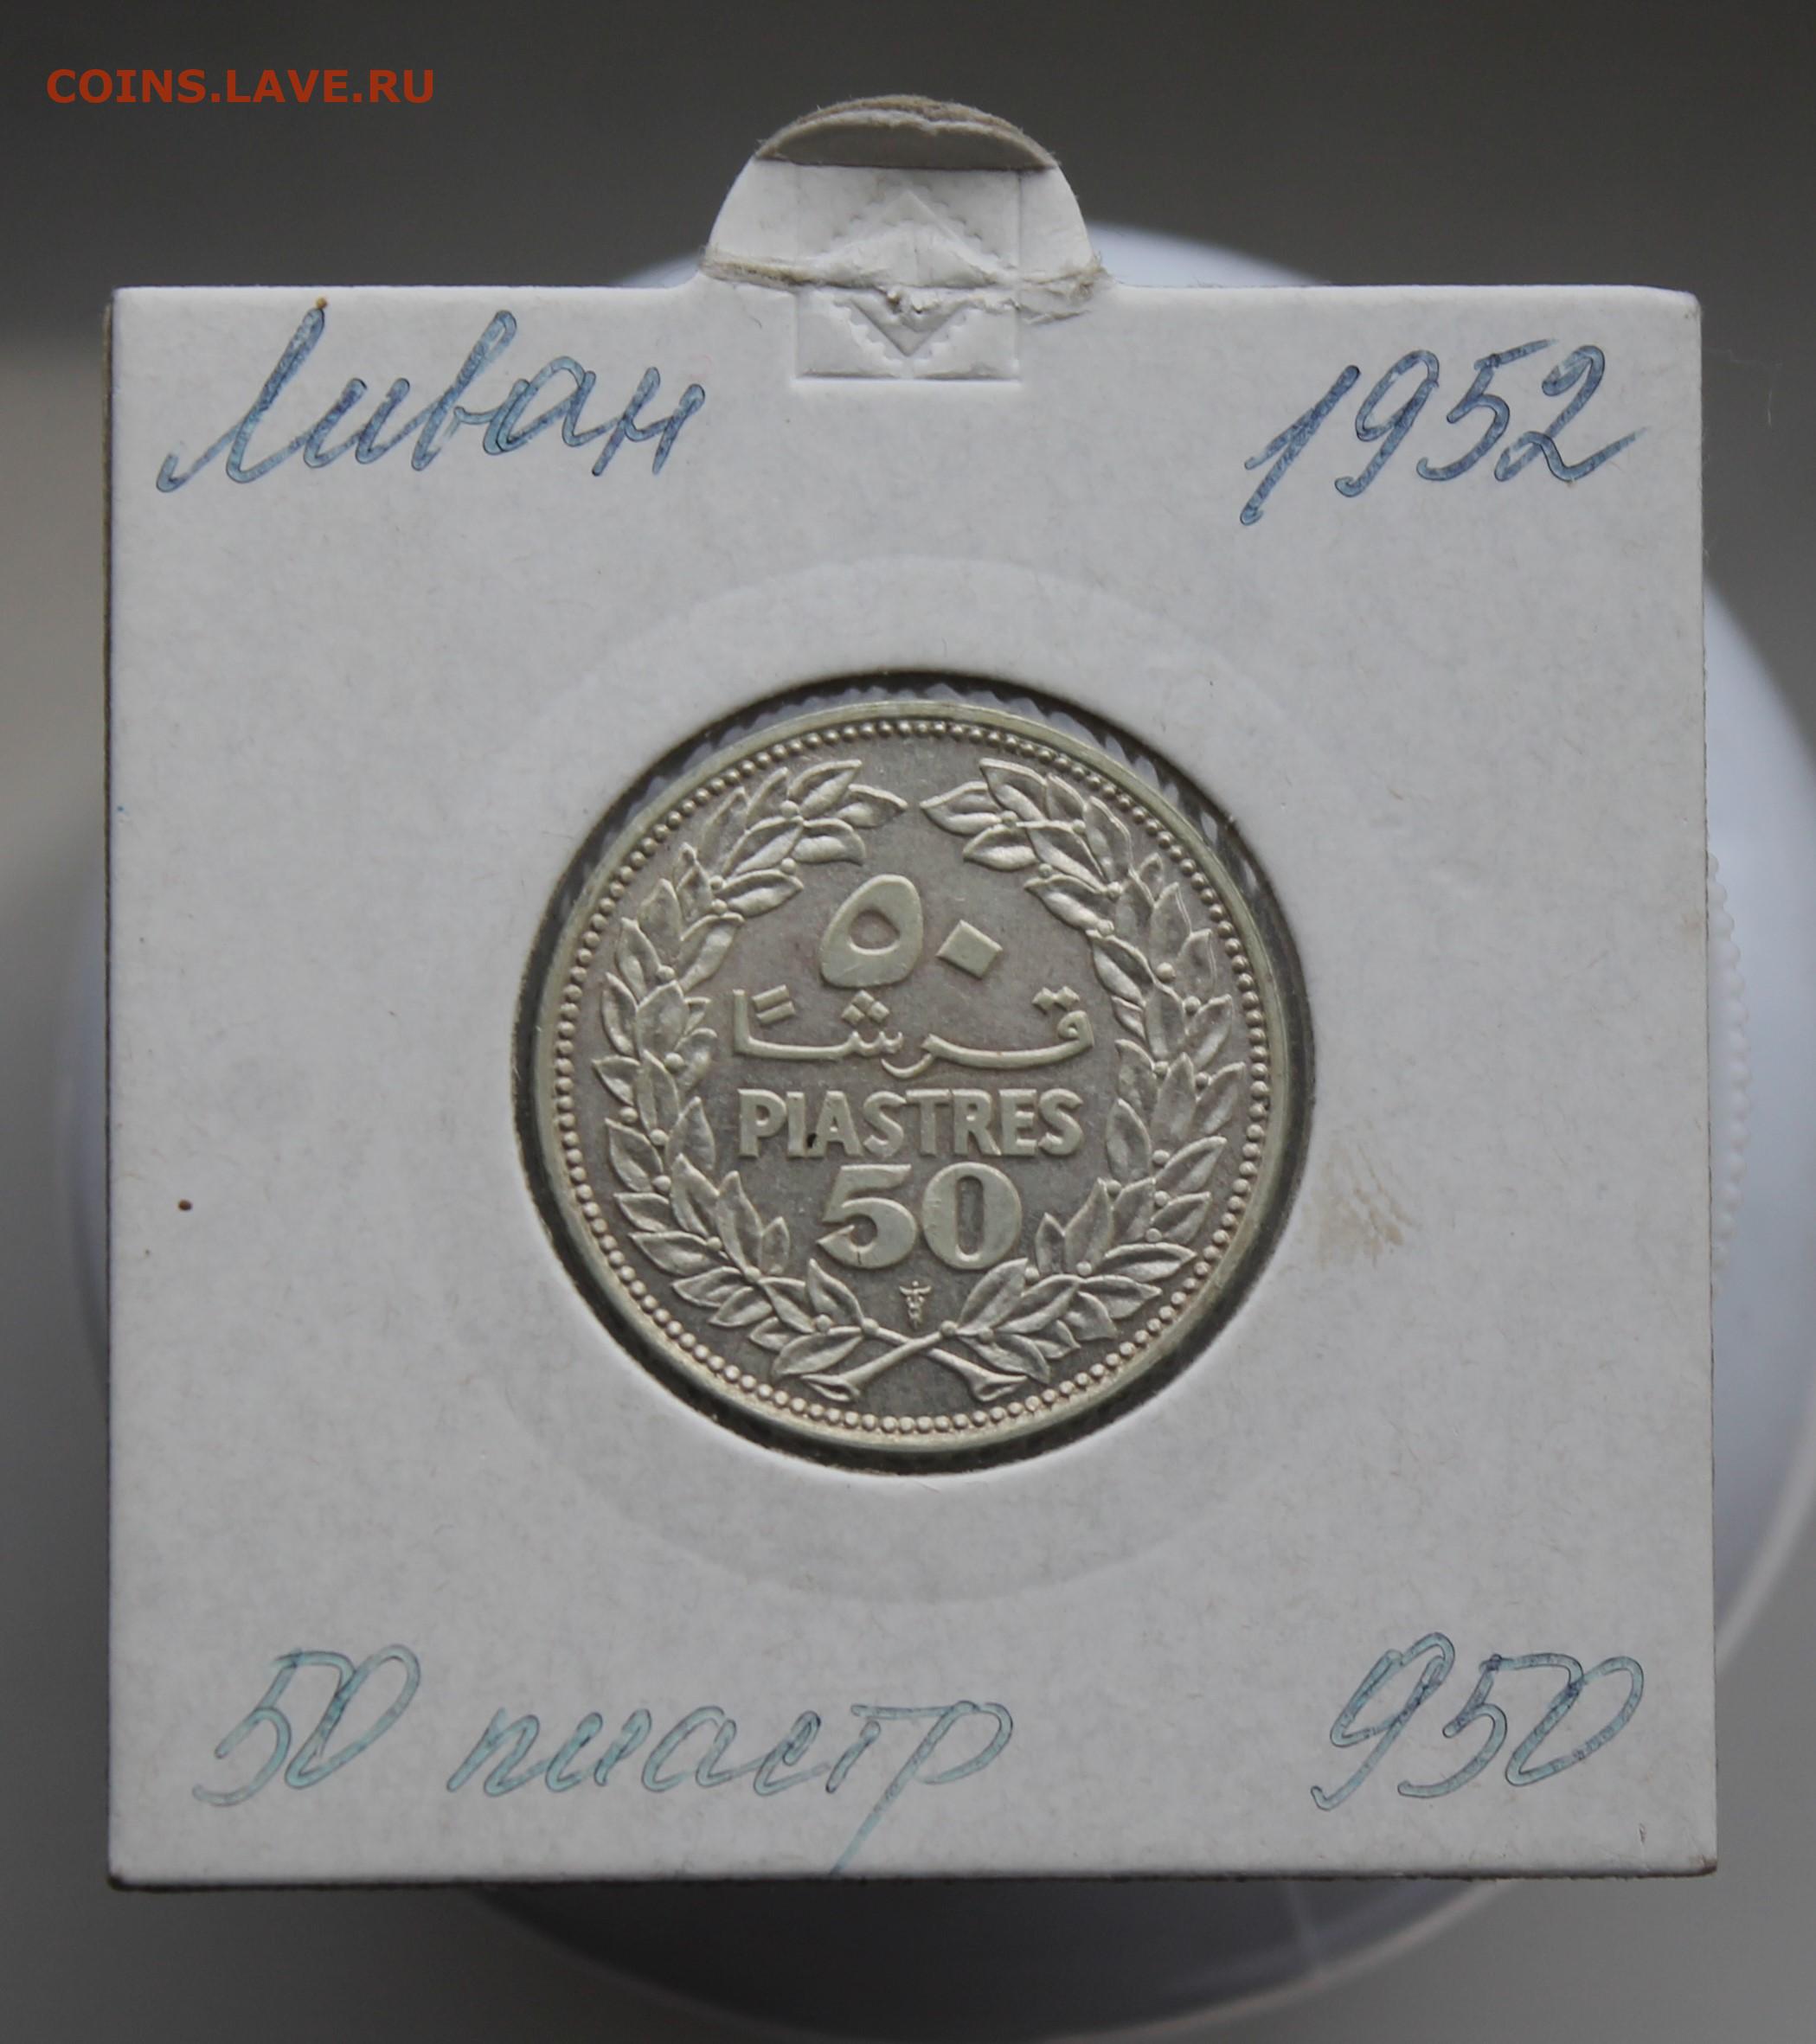 COINS.LAVE.RU
Ливан 1952
٥٠
قرشاً
PIASTRES
50
50 пиастр 950